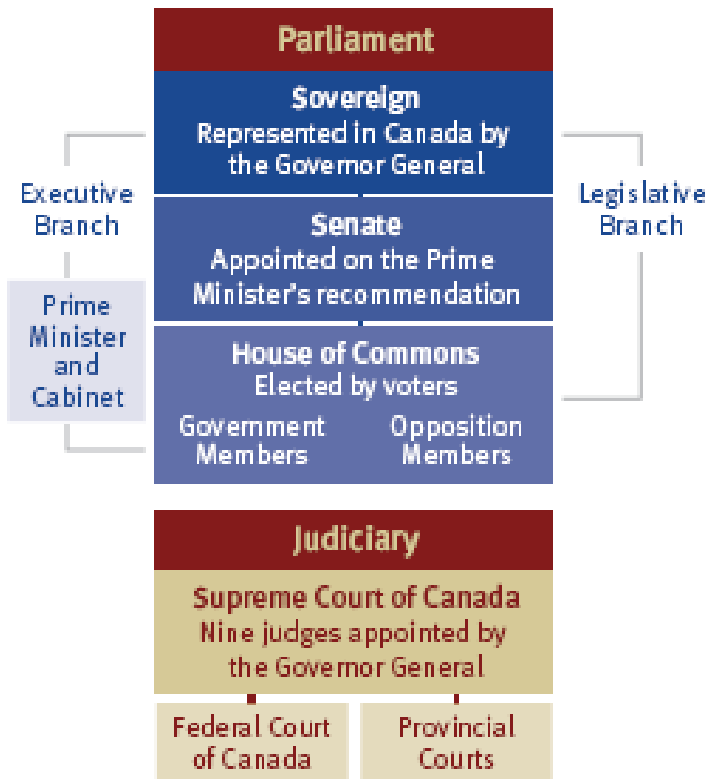 Parliament
Sovereign
Represented in Canada by
the Governor General
Executive
Branch
Legislative
Branch
Senate
Appointed on the Prime
Minister's recommendation
Prime
Minister
and
Cabinet
House of Commons
Elected by voters
Government
Members
Opposition
Members
Judiciary
Supreme Court of Canada
Nine judges appointed by
the Governor General
Federal Court
of Canada
Provincial
Courts